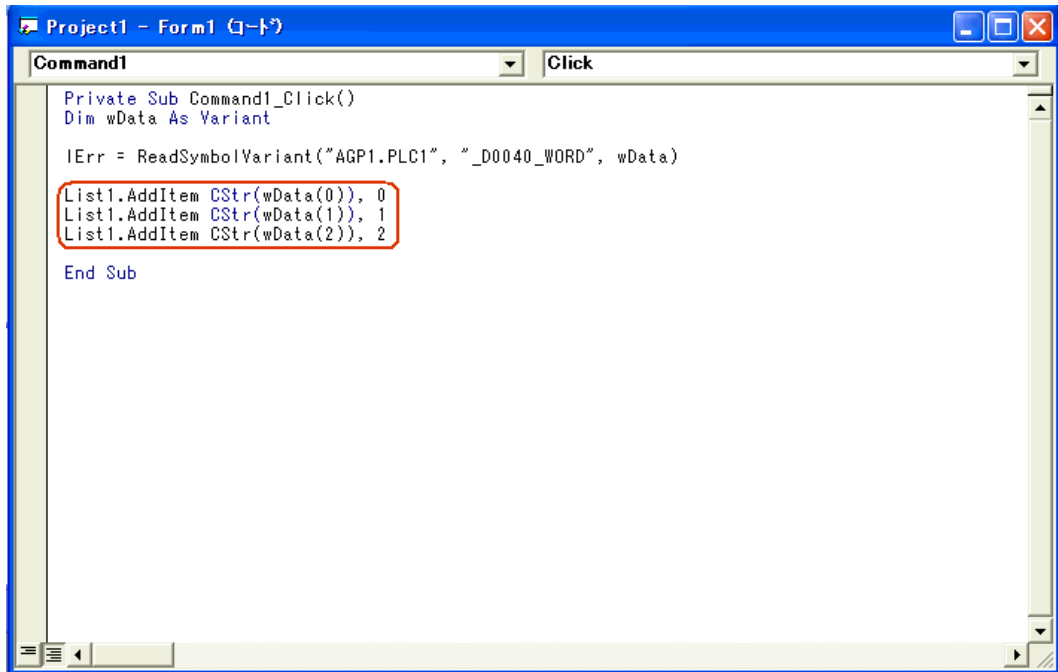 Project1 - Form1 (コード)
Command1
Click
Private Sub Command1_Click()
Dim wData As Variant
lErr = ReadSymbolVariant("AGP1.PLC1", "_D0040_WORD", wData)
List1.AddItem CStr(wData(0)), 0
List1.AddItem CStr(wData(1)), 1
List1.AddItem CStr(wData(2)), 2
End Sub